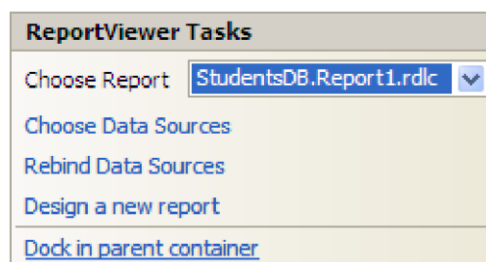 ReportViewer Tasks
Choose Report StudentsDB.Report1.rdlc
Choose Data Sources
Rebind Data Sources
Design a new report
Dock in parent container